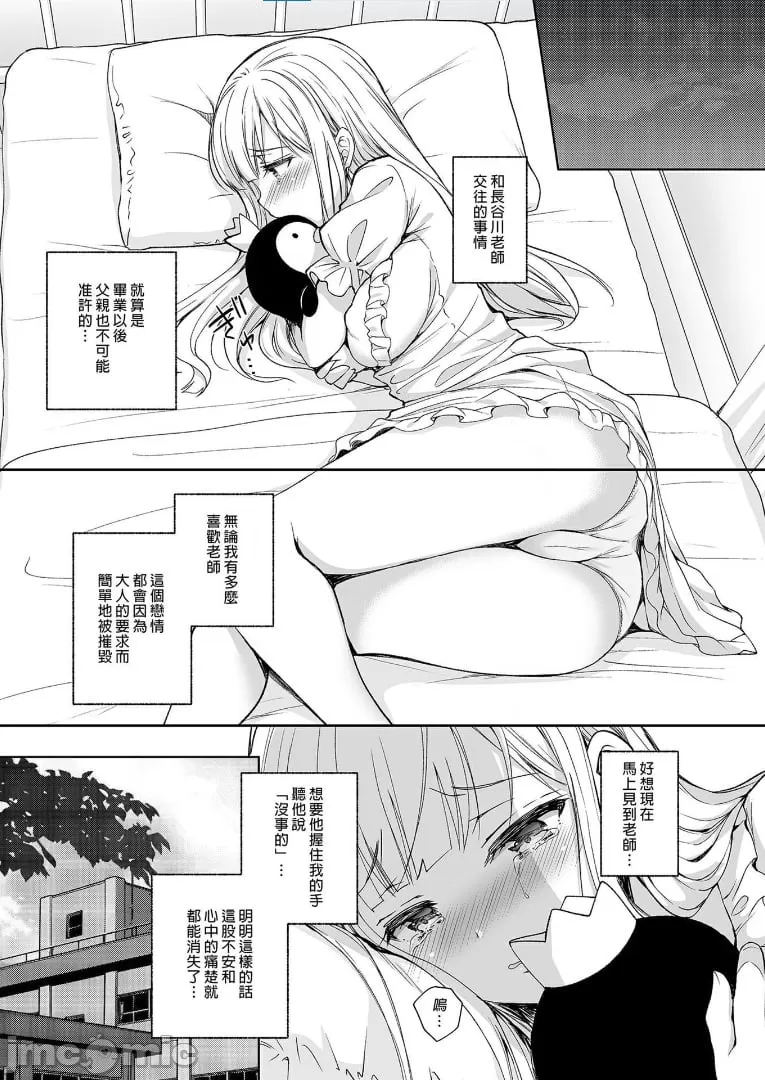 和長谷川老師
交往的事情
就算是
畢業以後
父親也不可能
准許的…
ぎゅ…
無論我有多麼
喜歡老師
這個戀情
都會因為
大人的要求而
簡單地被摧毀
好想現在
馬上見到老師…
想要他握住我的手
聽他說
「沒事的」…
明明這樣的話
這股不安和
心中的痛楚就
都能消失了…
嗚…
imcomic